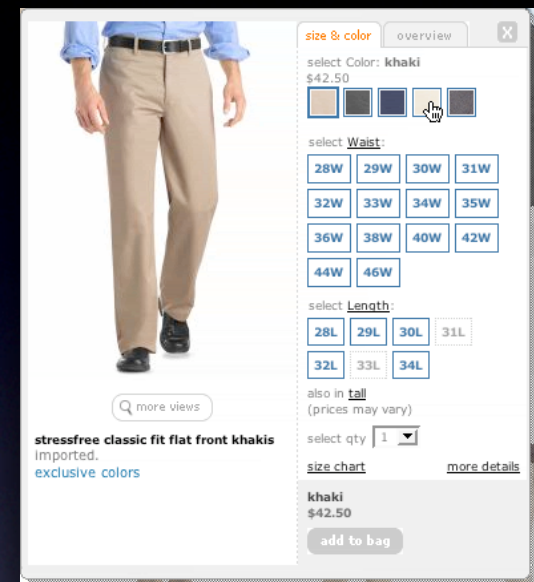 size & color
overview
X
select Color: khaki
$42.50
select Waist:
28W 29W 30W 31W
32W 33W 34W 35W
36W 38W 40W 42W
44W 46W
select Length:
28L 29L 30L 31L
32L 33L 34L
also in tall
(prices may vary)
select qty 1
size chart more details
khaki
$42.50
add to bag
more views
stressfree classic fit flat front khakis
imported.
exclusive colors